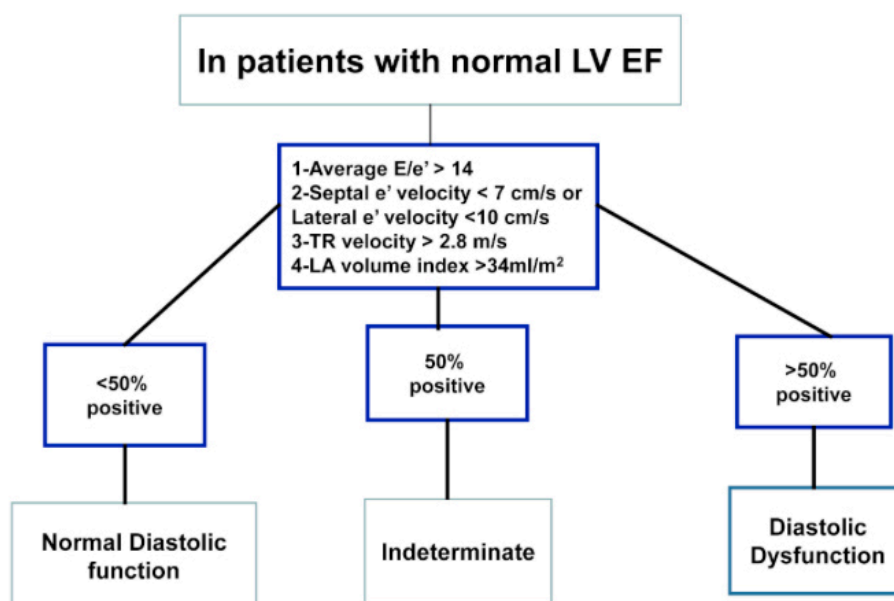 In patients with normal LV EF
1-Average E/e’ > 14
2-Septal e’ velocity < 7 cm/s or
Lateral e’ velocity <10 cm/s
3-TR velocity > 2.8 m/s
4-LA volume index >34ml/m²
<50%
positive
50%
positive
>50%
positive
Normal Diastolic
function
Indeterminate
Diastolic
Dysfunction